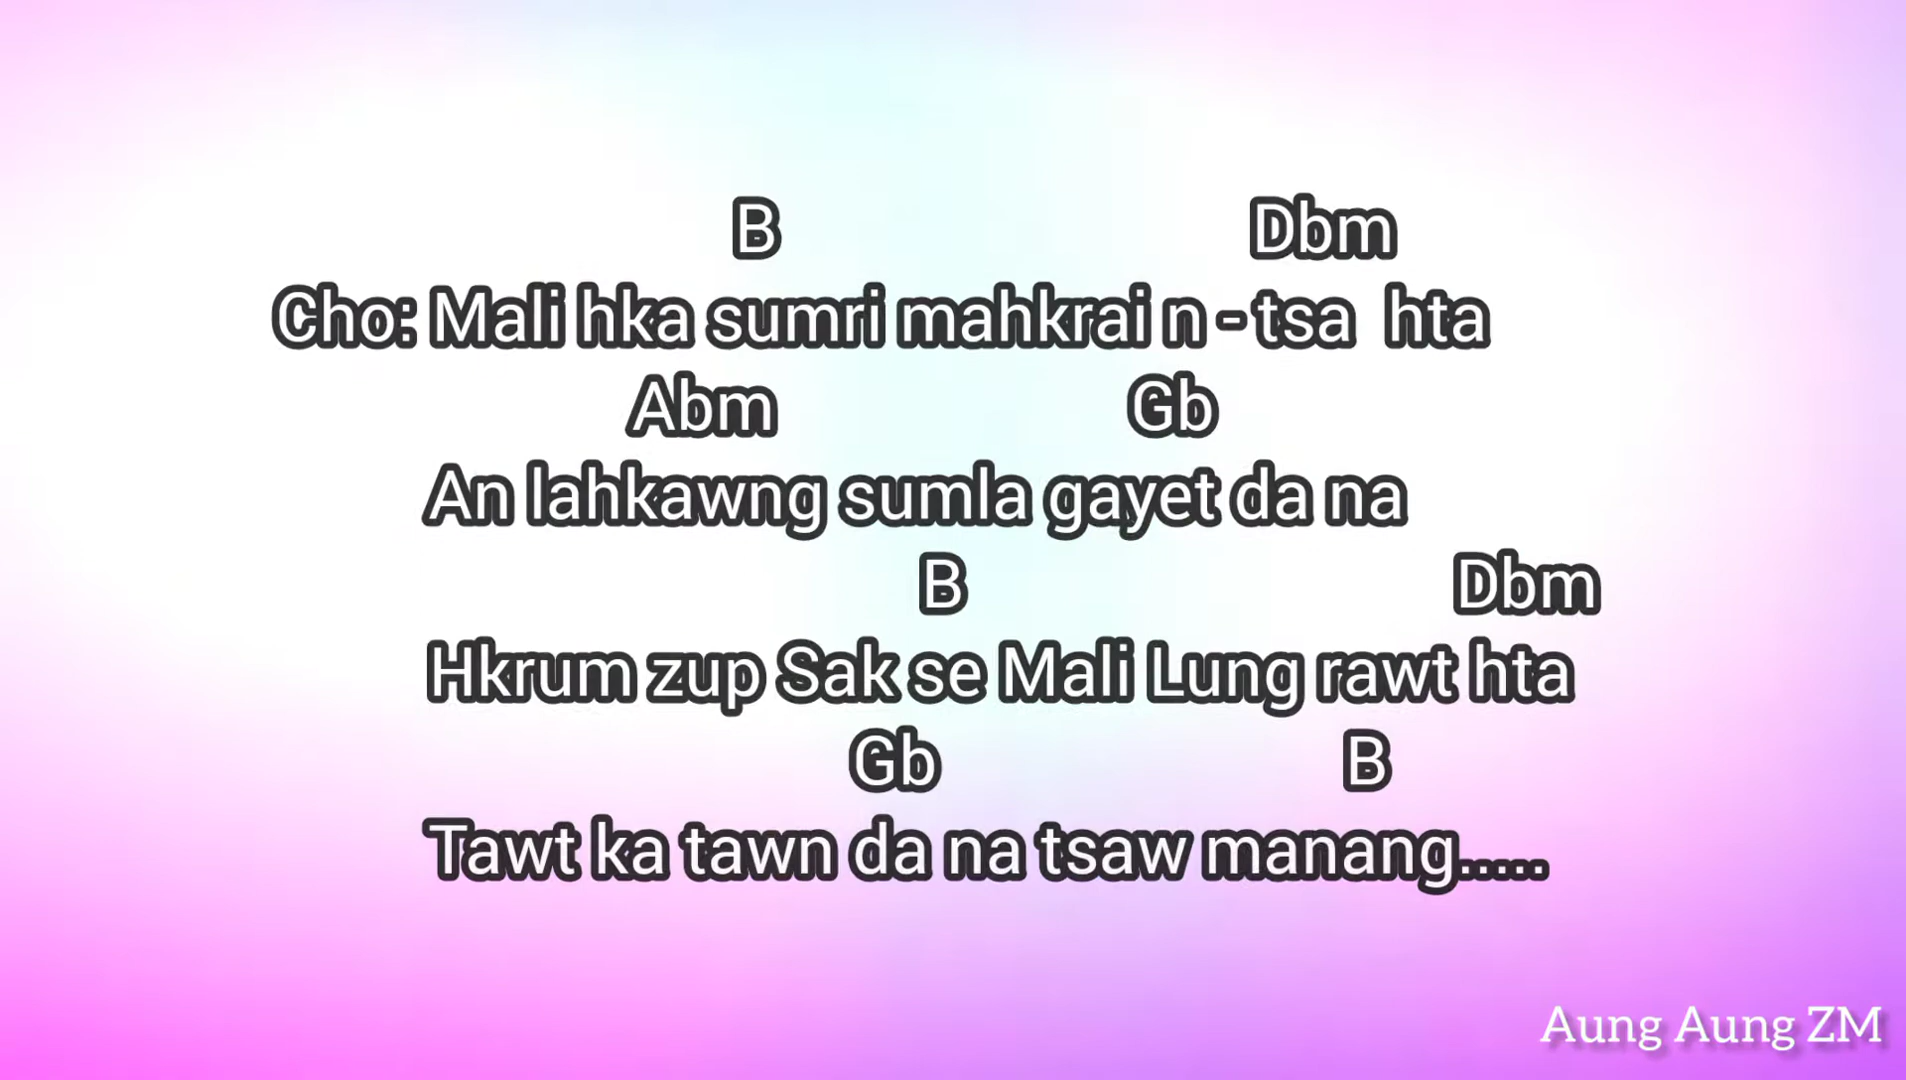 B Dbm
Cho: Mali hka sumri mahkrai n - tsa hta
Abm Gb
An lahkawng sumla gayet da na
B Dbm
Hkrum zup Sak se Mali Lung rawt hta
Gb B
Tawt ka tawn da na tsaw manang.....
Aung Aung ZM